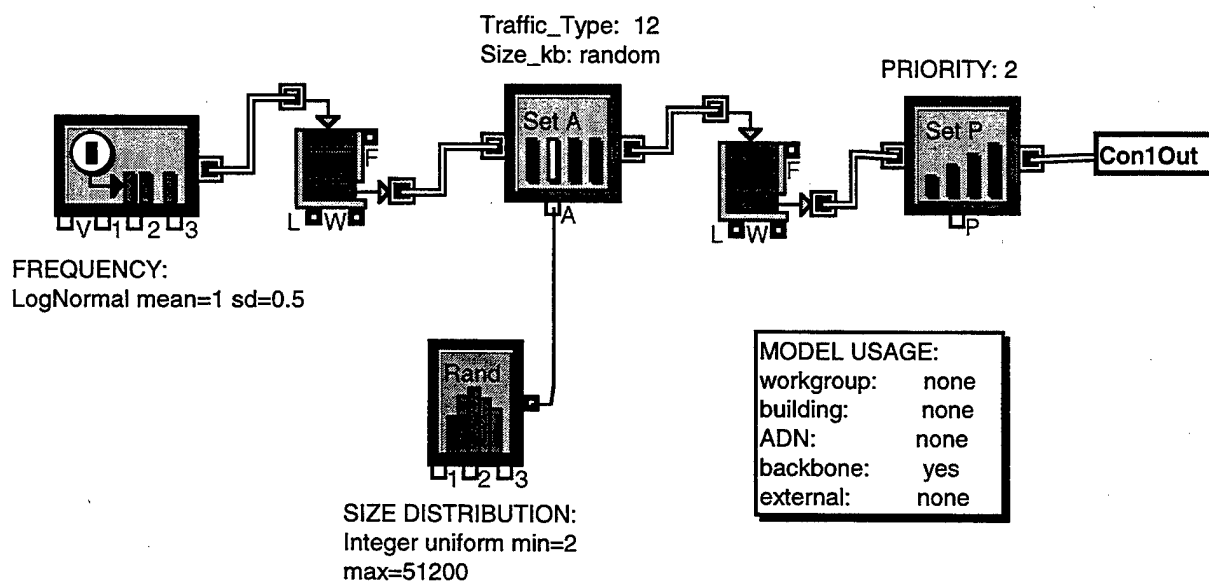 Traffic_Type: 12
Size_kb: random
PRIORITY: 2
Set A
Set P
F
F
Con1Out
L W
A
L W
P
V 1 2 3
FREQUENCY:
LogNormal mean=1 sd=0.5
Rand
1 2 3
SIZE DISTRIBUTION:
Integer uniform min=2
max=51200
MODEL USAGE:
workgroup: none
building: none
ADN: none
backbone: yes
external: none